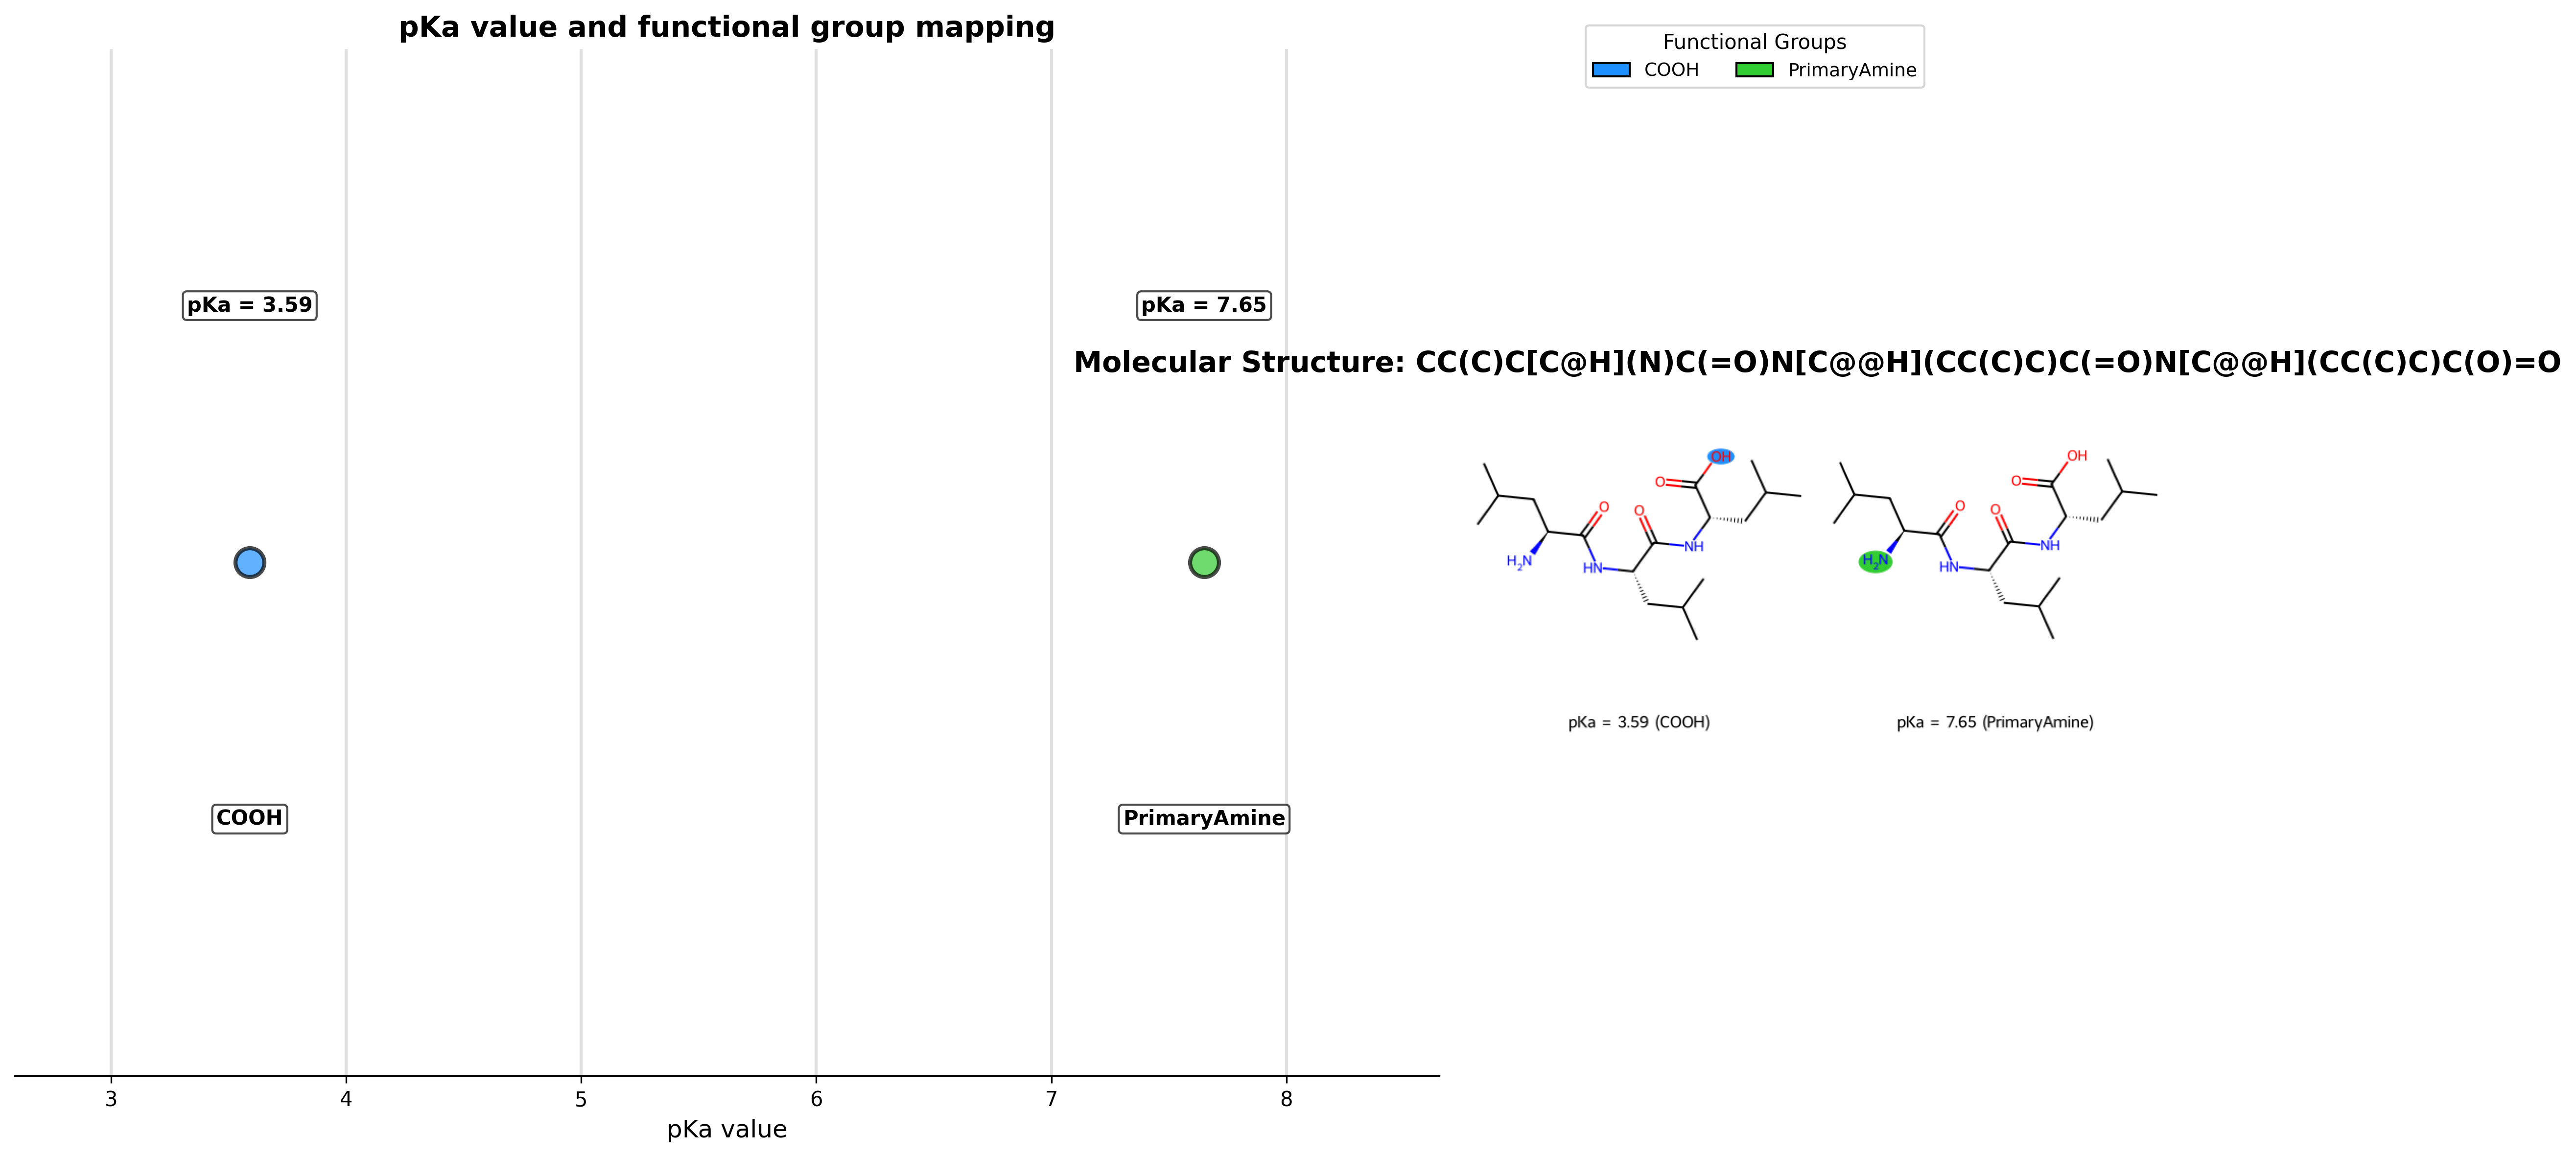 pKa value and functional group mapping
Functional Groups
COOH PrimaryAmine
pKa = 3.59 pKa = 7.65
Molecular Structure: CC(C)C[C@H](N)C(=O)N[C@@H](CC(C)C)C(=O)N[C@@H](CC(C)C)C(O)=O
OH
O
O
O
NH
H₂N
HN
OH
O
O
O
NH
H₂N
HN
pKa = 3.59 (COOH) pKa = 7.65 (PrimaryAmine)
COOH PrimaryAmine
3 4 5 6 7 8
pKa value